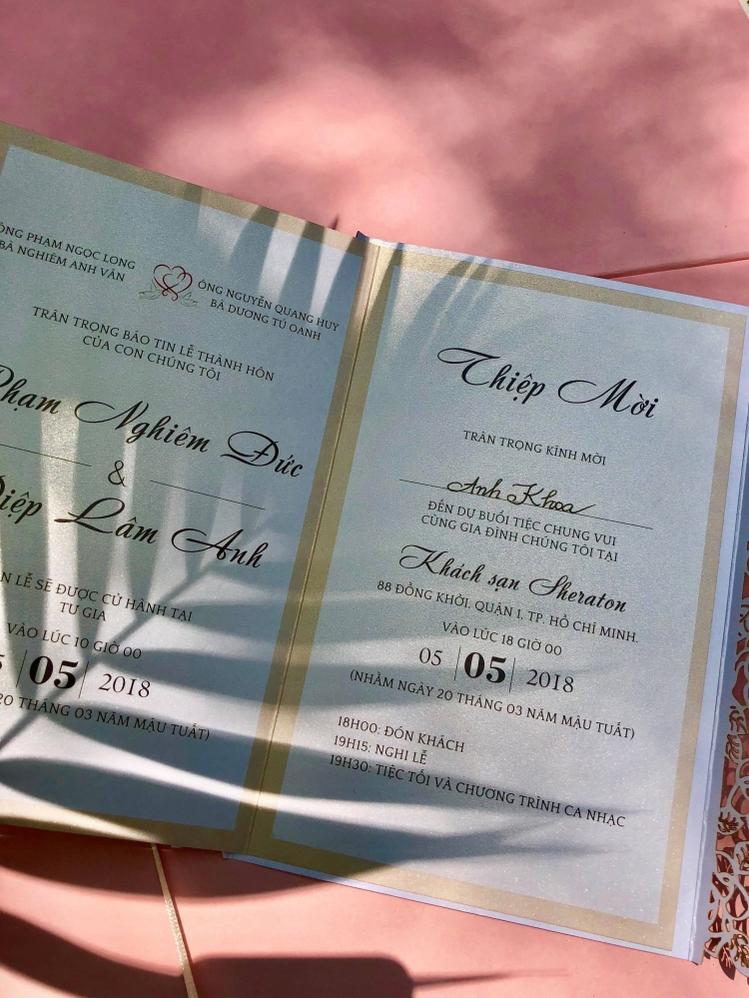 ÔNG PHẠM NGỌC LONG
BÀ NGHIÊM ANH VÂN
ÔNG NGUYỄN QUANG HUY
BÀ DƯƠNG TÚ OANH
TRÂN TRỌNG BÁO TIN LỄ THÀNH HÔN
CỦA CON CHÚNG TÔI
Phạm Nghiêm Đức
&
Diệp Lâm Anh
LỄ SẼ ĐƯỢC CỬ HÀNH TẠI
TƯ GIA
VÀO LÚC 10 GIỜ 00
05 2018
20 THÁNG 03 NĂM MẬU TUẤT)
Thiệp Mời
TRÂN TRỌNG KÍNH MỜI
Anh Khoa
ĐẾN DỰ BUỔI TIỆC CHUNG VUI
CÙNG GIA ĐÌNH CHÚNG TÔI TẠI
Khách sạn Sheraton
88 ĐỒNG KHỞI, QUẬN 1, TP. HỒ CHÍ MINH.
VÀO LÚC 18 GIỜ 00
05 05 2018
(NHẰM NGÀY 20 THÁNG 03 NĂM MẬU TUẤT)
18H00: ĐÓN KHÁCH
19H15: NGHI LỄ
19H30: TIỆC TỐI VÀ CHƯƠNG TRÌNH CA NHẠC